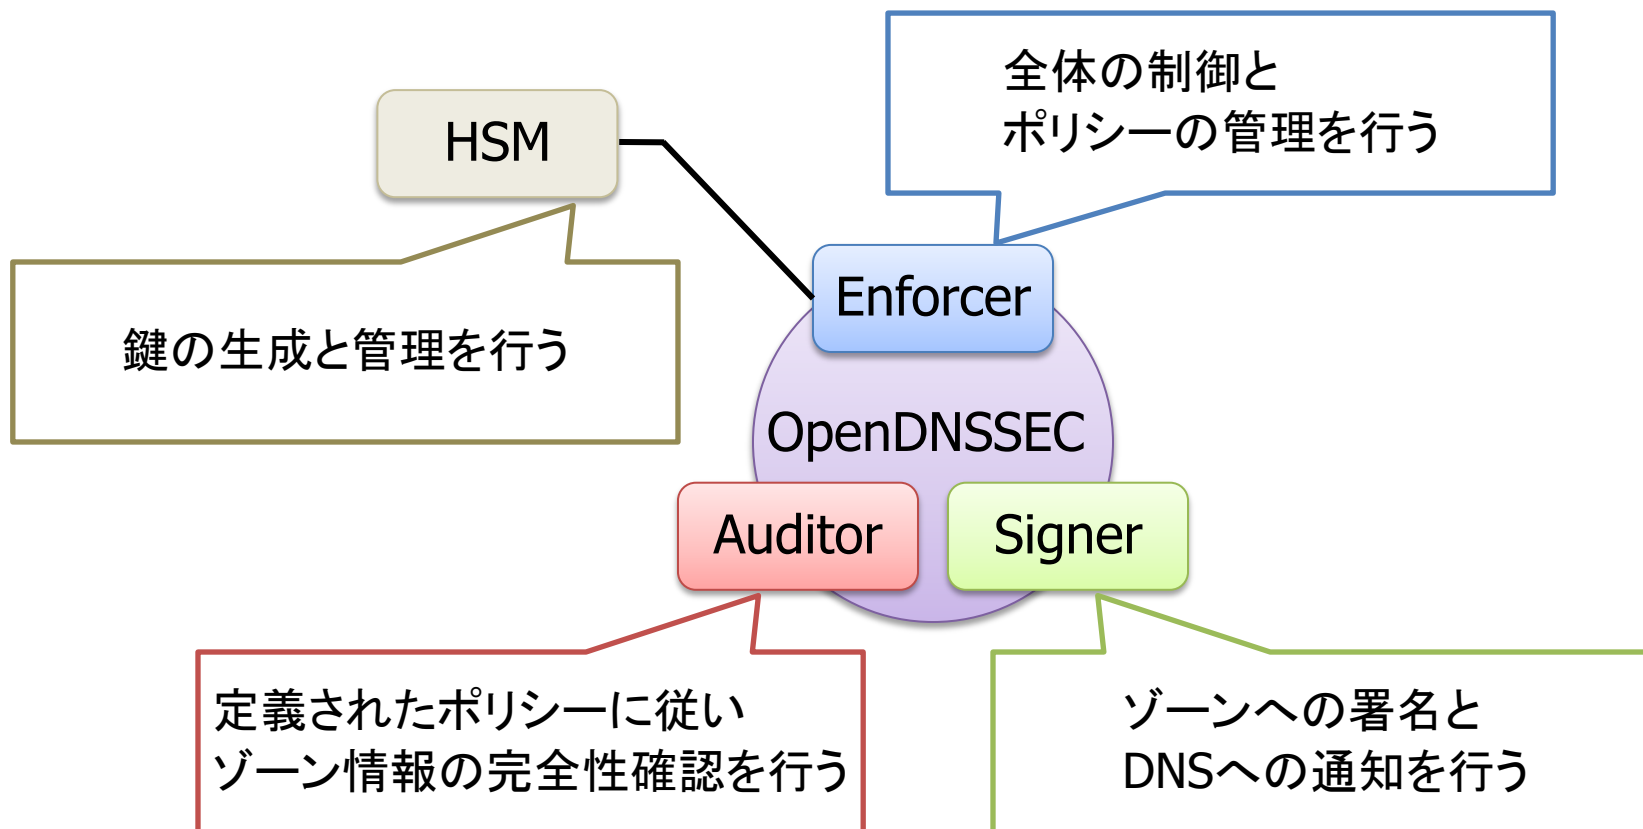 全体の制御と
ポリシーの管理を行う
HSM
Enforcer
鍵の生成と管理を行う
OpenDNSSEC
Auditor
Signer
定義されたポリシーに従い
ゾーン情報の完全性確認を行う
ゾーンへの署名と
DNSへの通知を行う